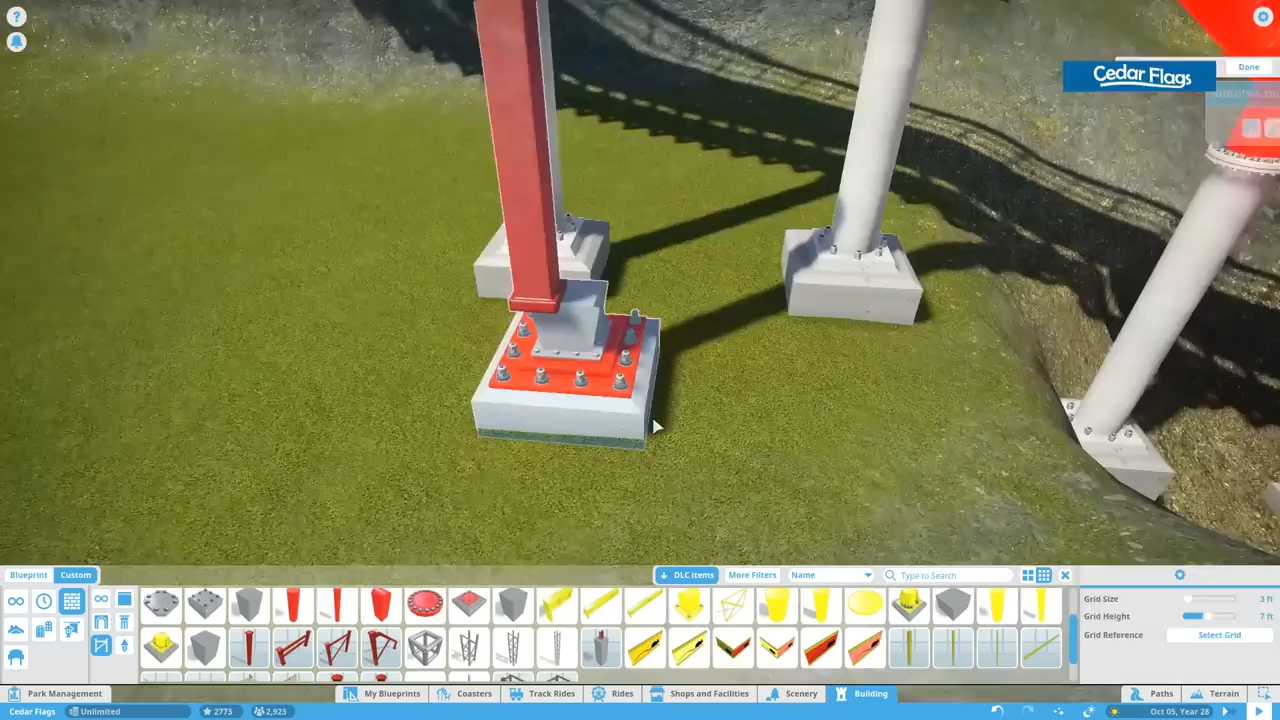 ?
Cedar Flags
Done
Blueprint
Custom
DLC items
More Filters
Name
Type to Search
Grid Size
3 ft
Grid Height
7 ft
Grid Reference
Select Grid
Park Management
My Blueprints
Coasters
Track Rides
Rides
Shops and Facilities
Scenery
Building
Paths
Terrain
Cedar Flags
Unlimited
2773
2,923
Oct 05, Year 28